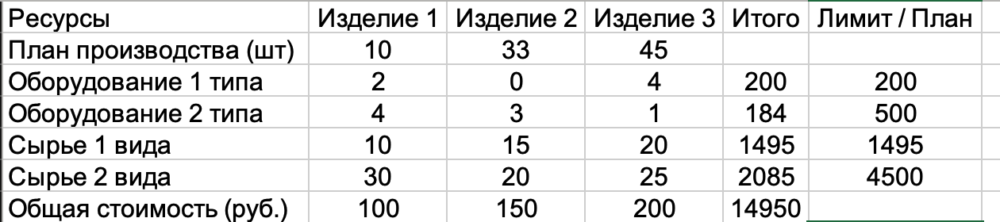 Ресурсы Изделие 1 Изделие 2 Изделие 3 Итого Лимит / План
План производства (шт) 10 33 45
Оборудование 1 типа 2 0 4 200 200
Оборудование 2 типа 4 3 1 184 500
Сырье 1 вида 10 15 20 1495 1495
Сырье 2 вида 30 20 25 2085 4500
Общая стоимость (руб.) 100 150 200 14950